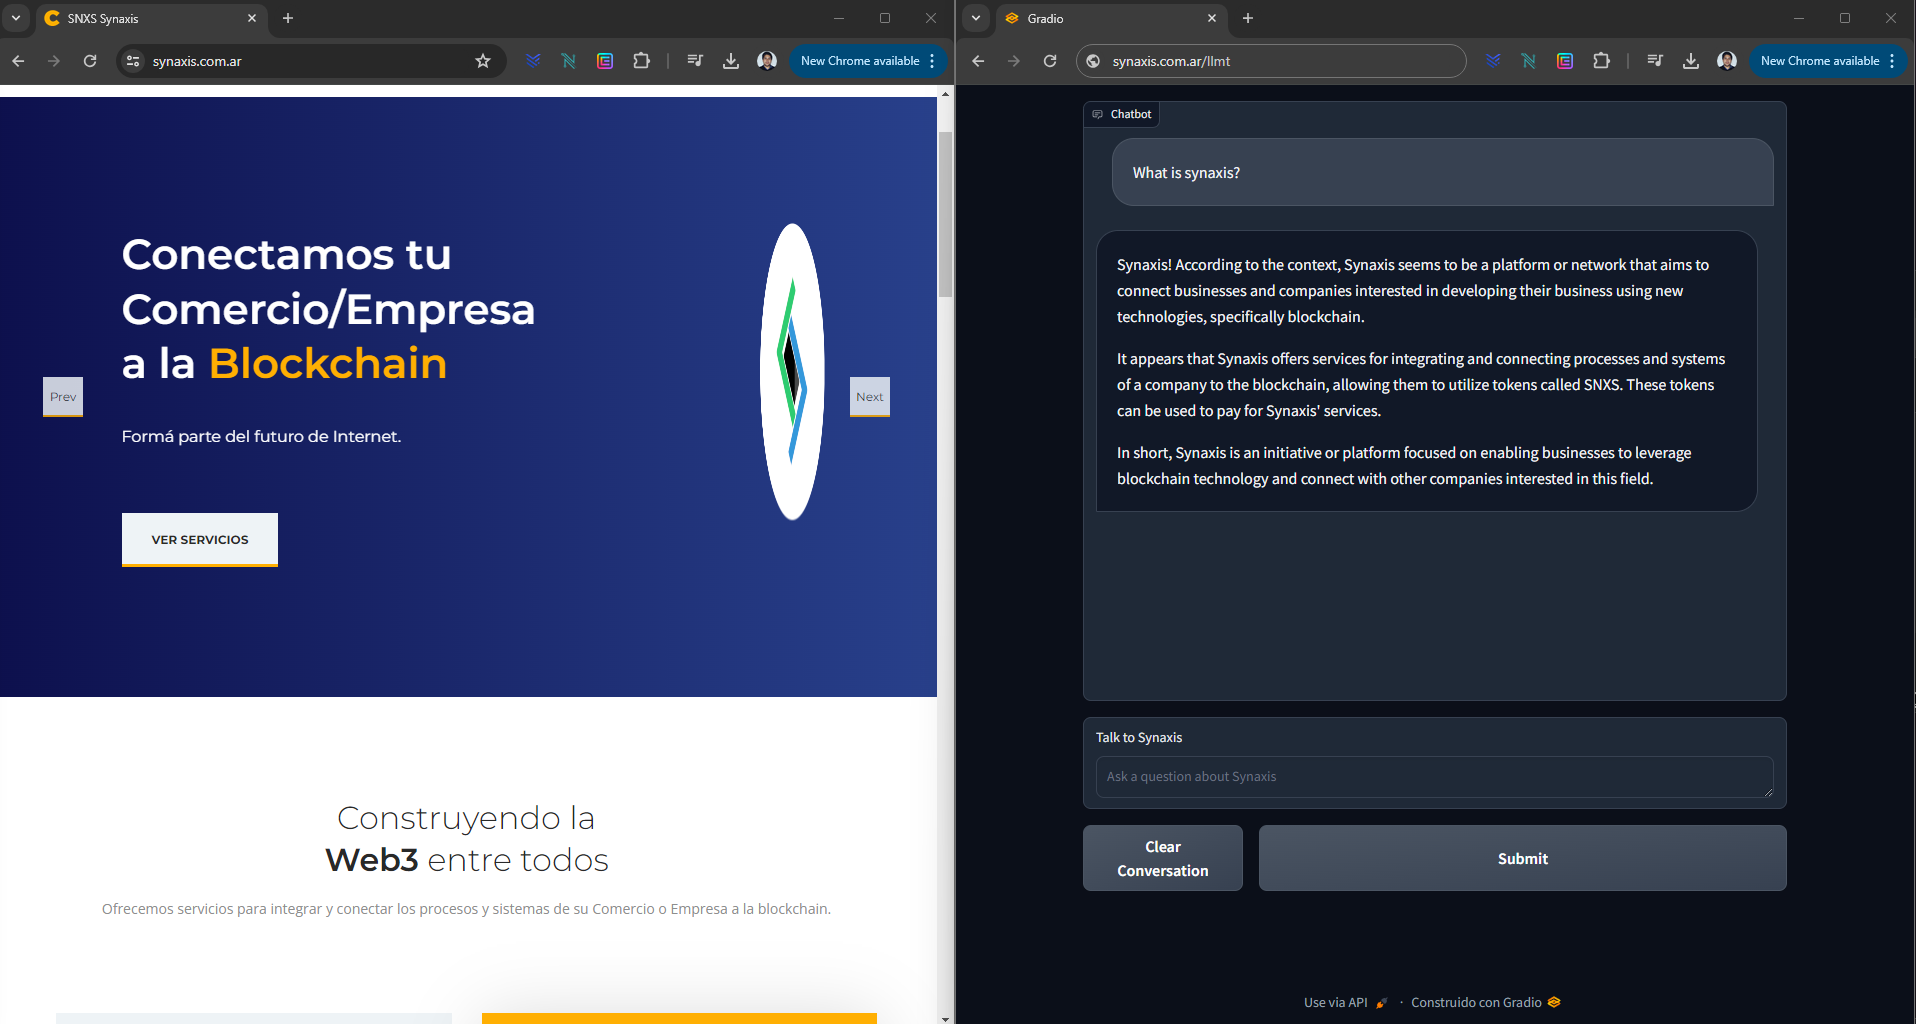 SNXS Synaxis
synaxis.com.ar
New Chrome available
Conectamos tu
Comercio/Empresa
a la Blockchain
Prev
Next
Formá parte del futuro de Internet.
VER SERVICIOS
Construyendo la
Web3 entre todos
Ofrecemos servicios para integrar y conectar los procesos y sistemas de su Comercio o Empresa a la blockchain.
Gradio
synaxis.com.ar/llmt
New Chrome available
Chatbot
What is synaxis?
Synaxis! According to the context, Synaxis seems to be a platform or network that aims to
connect businesses and companies interested in developing their business using new
technologies, specifically blockchain.
It appears that Synaxis offers services for integrating and connecting processes and systems
of a company to the blockchain, allowing them to utilize tokens called SNXS. These tokens
can be used to pay for Synaxis' services.
In short, Synaxis is an initiative or platform focused on enabling businesses to leverage
blockchain technology and connect with other companies interested in this field.
Talk to Synaxis
Ask a question about Synaxis
Clear
Conversation
Submit
Use via API · Construido con Gradio